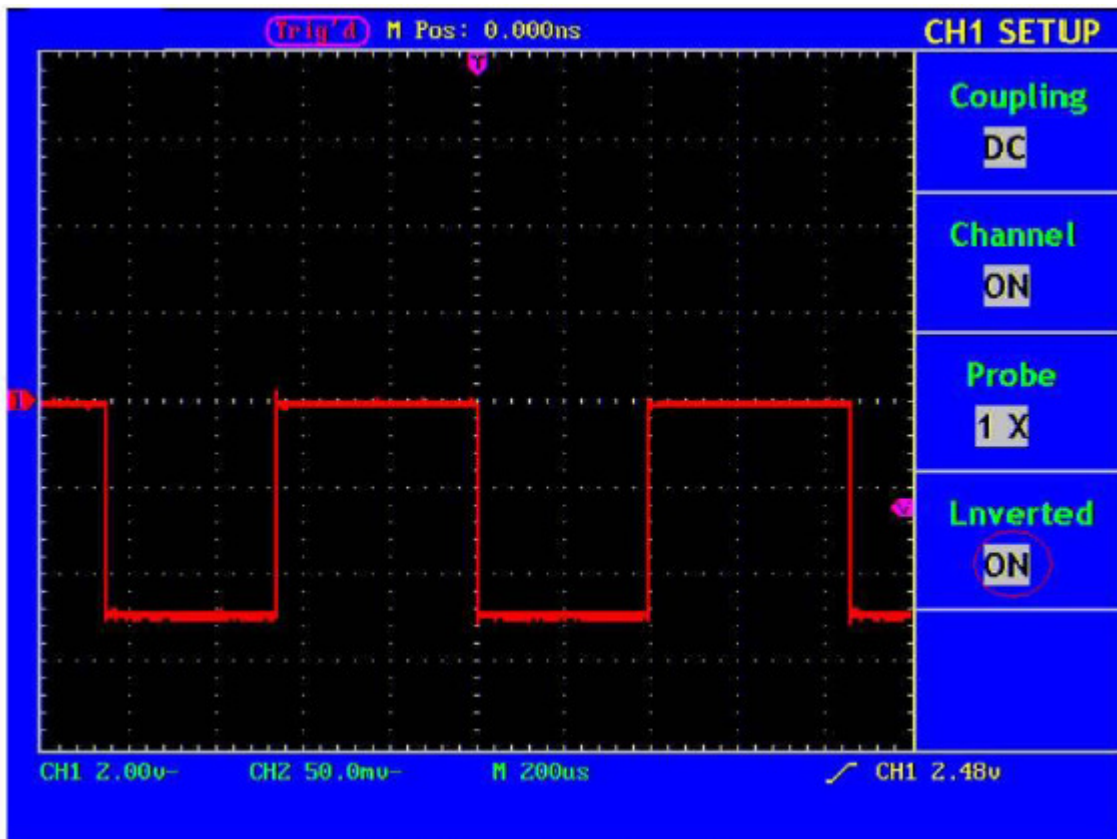 Trig'd M Pos: 0.000ns CH1 SETUP
T
Coupling
DC
Channel
ON
Probe
1 X
1
Lnverted
ON
CH1 2.00v- CH2 50.0mv- M 200us CH1 2.48v